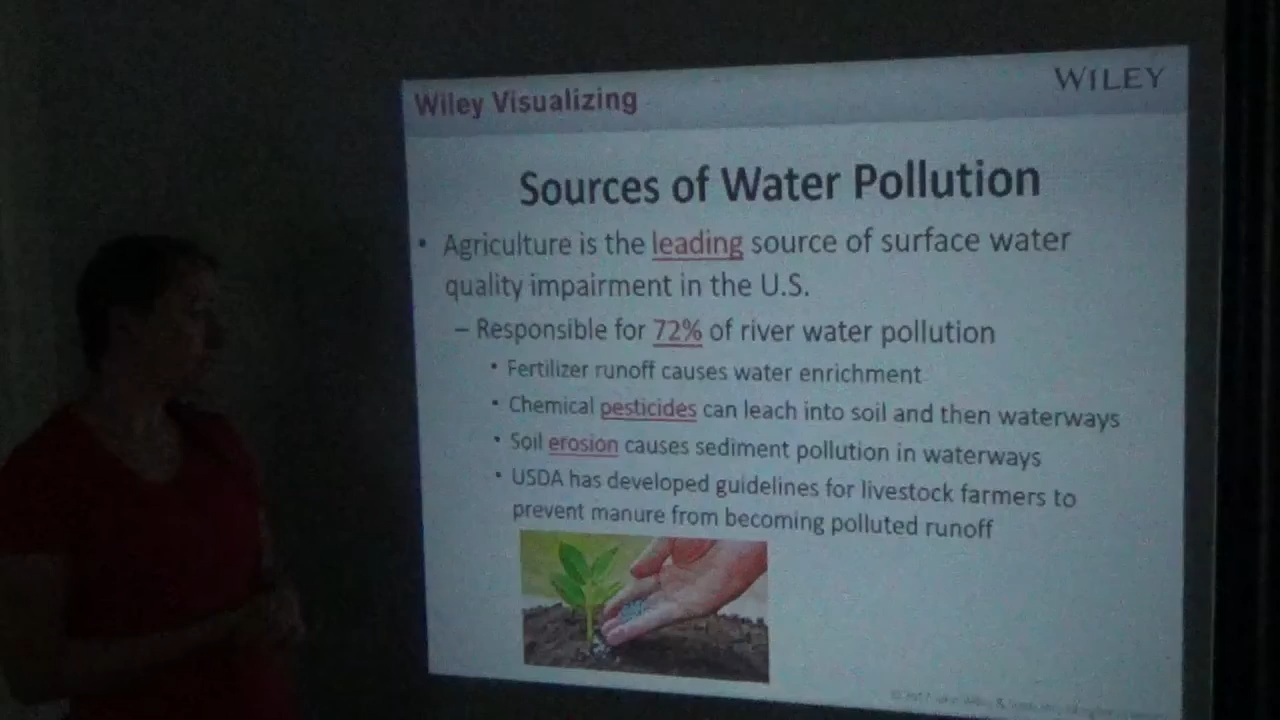 Wiley Visualizing
WILEY
Sources of Water Pollution
• Agriculture is the leading source of surface water
quality impairment in the U.S.
– Responsible for 72% of river water pollution
• Fertilizer runoff causes water enrichment
• Chemical pesticides can leach into soil and then waterways
• Soil erosion causes sediment pollution in waterways
• USDA has developed guidelines for livestock farmers to
prevent manure from becoming polluted runoff